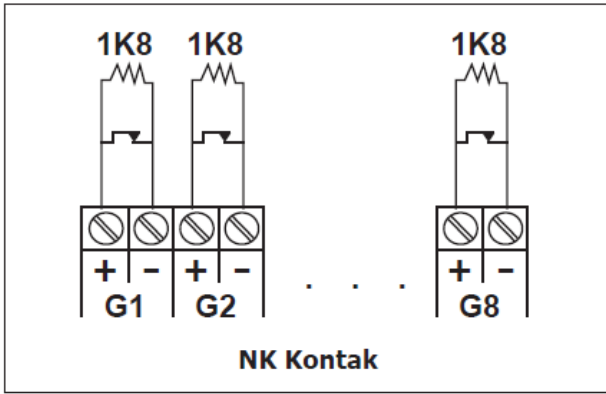 1K8 1K8 1K8
+ - + - . . . + -
G1 G2 G8
NK Kontak